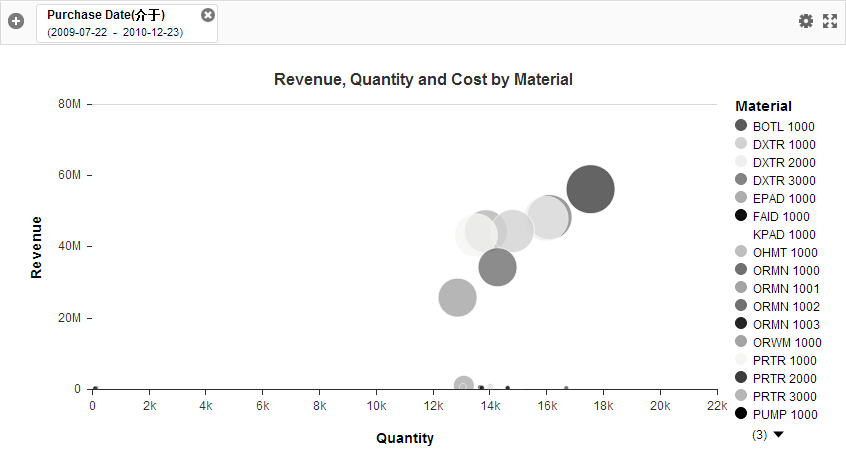 Purchase Date(介于)
(2009-07-22 - 2010-12-23)
Revenue, Quantity and Cost by Material
80M
60M
40M
20M
0
Revenue
0
2k
4k
6k
8k
10k
12k
14k
16k
18k
20k
22k
Quantity
Material
BOTL 1000
DXTR 1000
DXTR 2000
DXTR 3000
EPAD 1000
FAID 1000
KPAD 1000
OHMT 1000
ORMN 1000
ORMN 1001
ORMN 1002
ORMN 1003
ORWM 1000
PRTR 1000
PRTR 2000
PRTR 3000
PUMP 1000
(3)